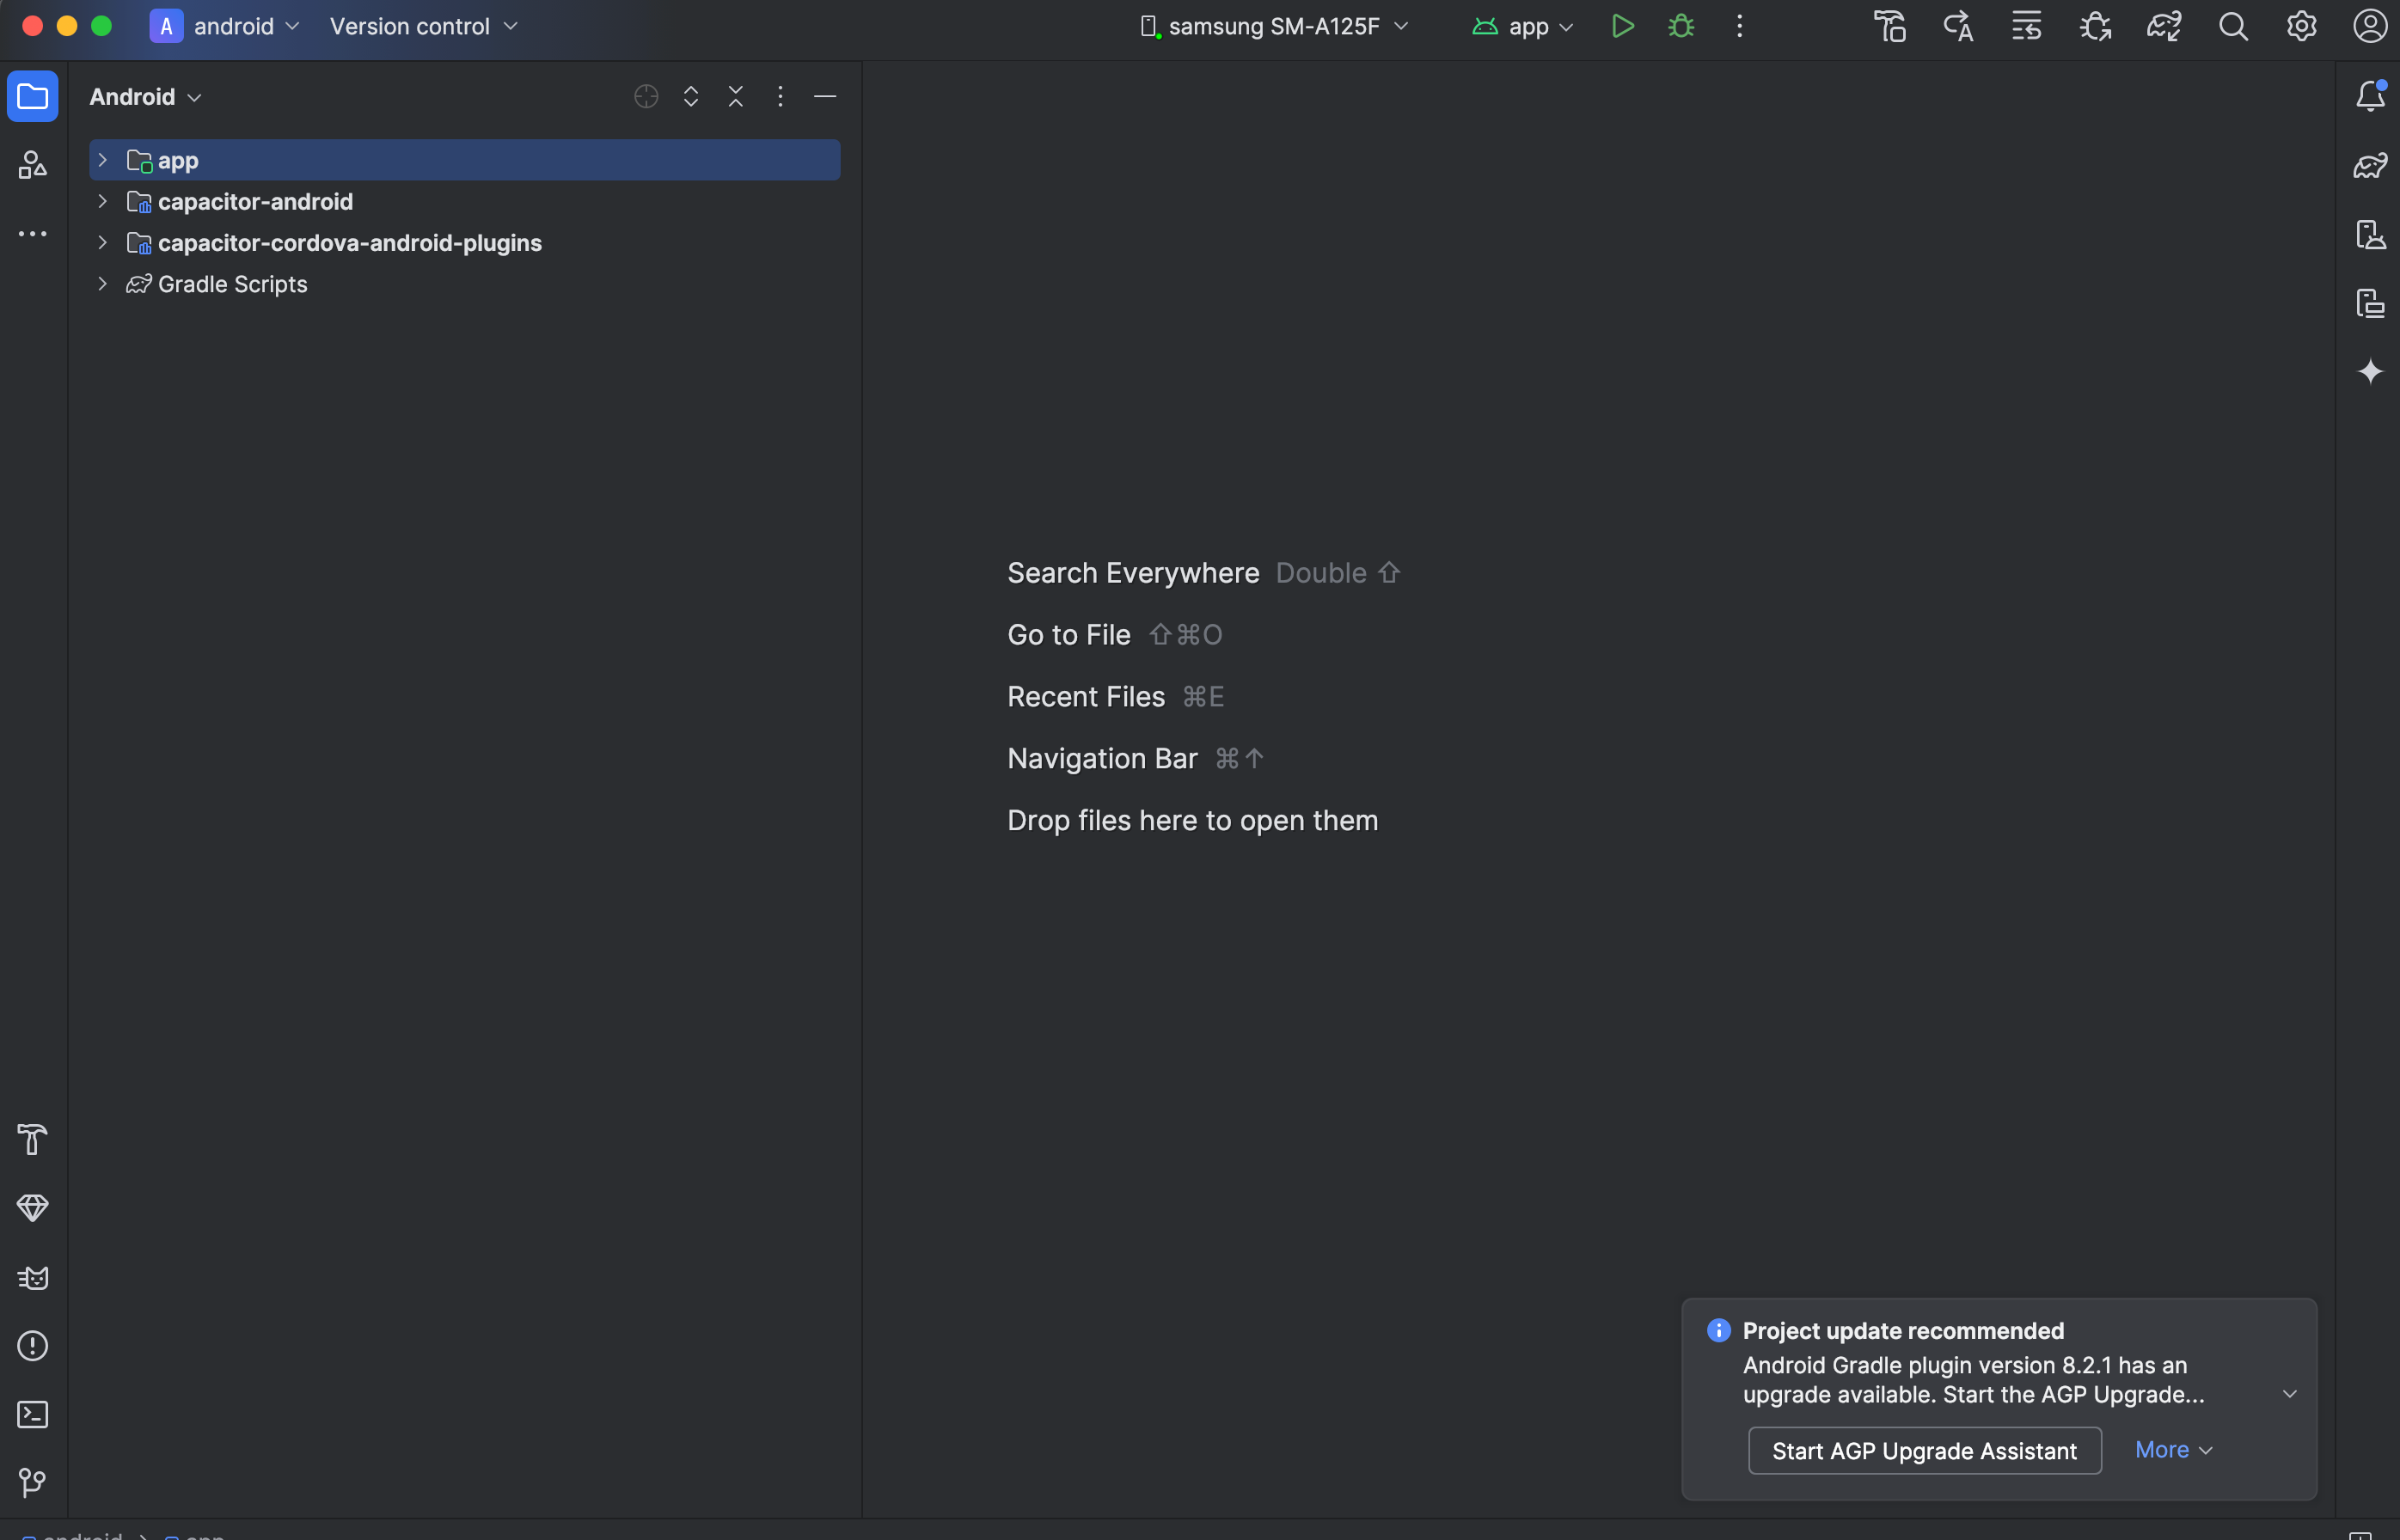 A android Version control samsung SM-A125F app
Android
app
capacitor-android
capacitor-cordova-android-plugins
Gradle Scripts
Search Everywhere Double ⇧
Go to File ⇧⌘O
Recent Files ⌘E
Navigation Bar ⌘↑
Drop files here to open them
Project update recommended
Android Gradle plugin version 8.2.1 has an
upgrade available. Start the AGP Upgrade...
Start AGP Upgrade Assistant More
android > app